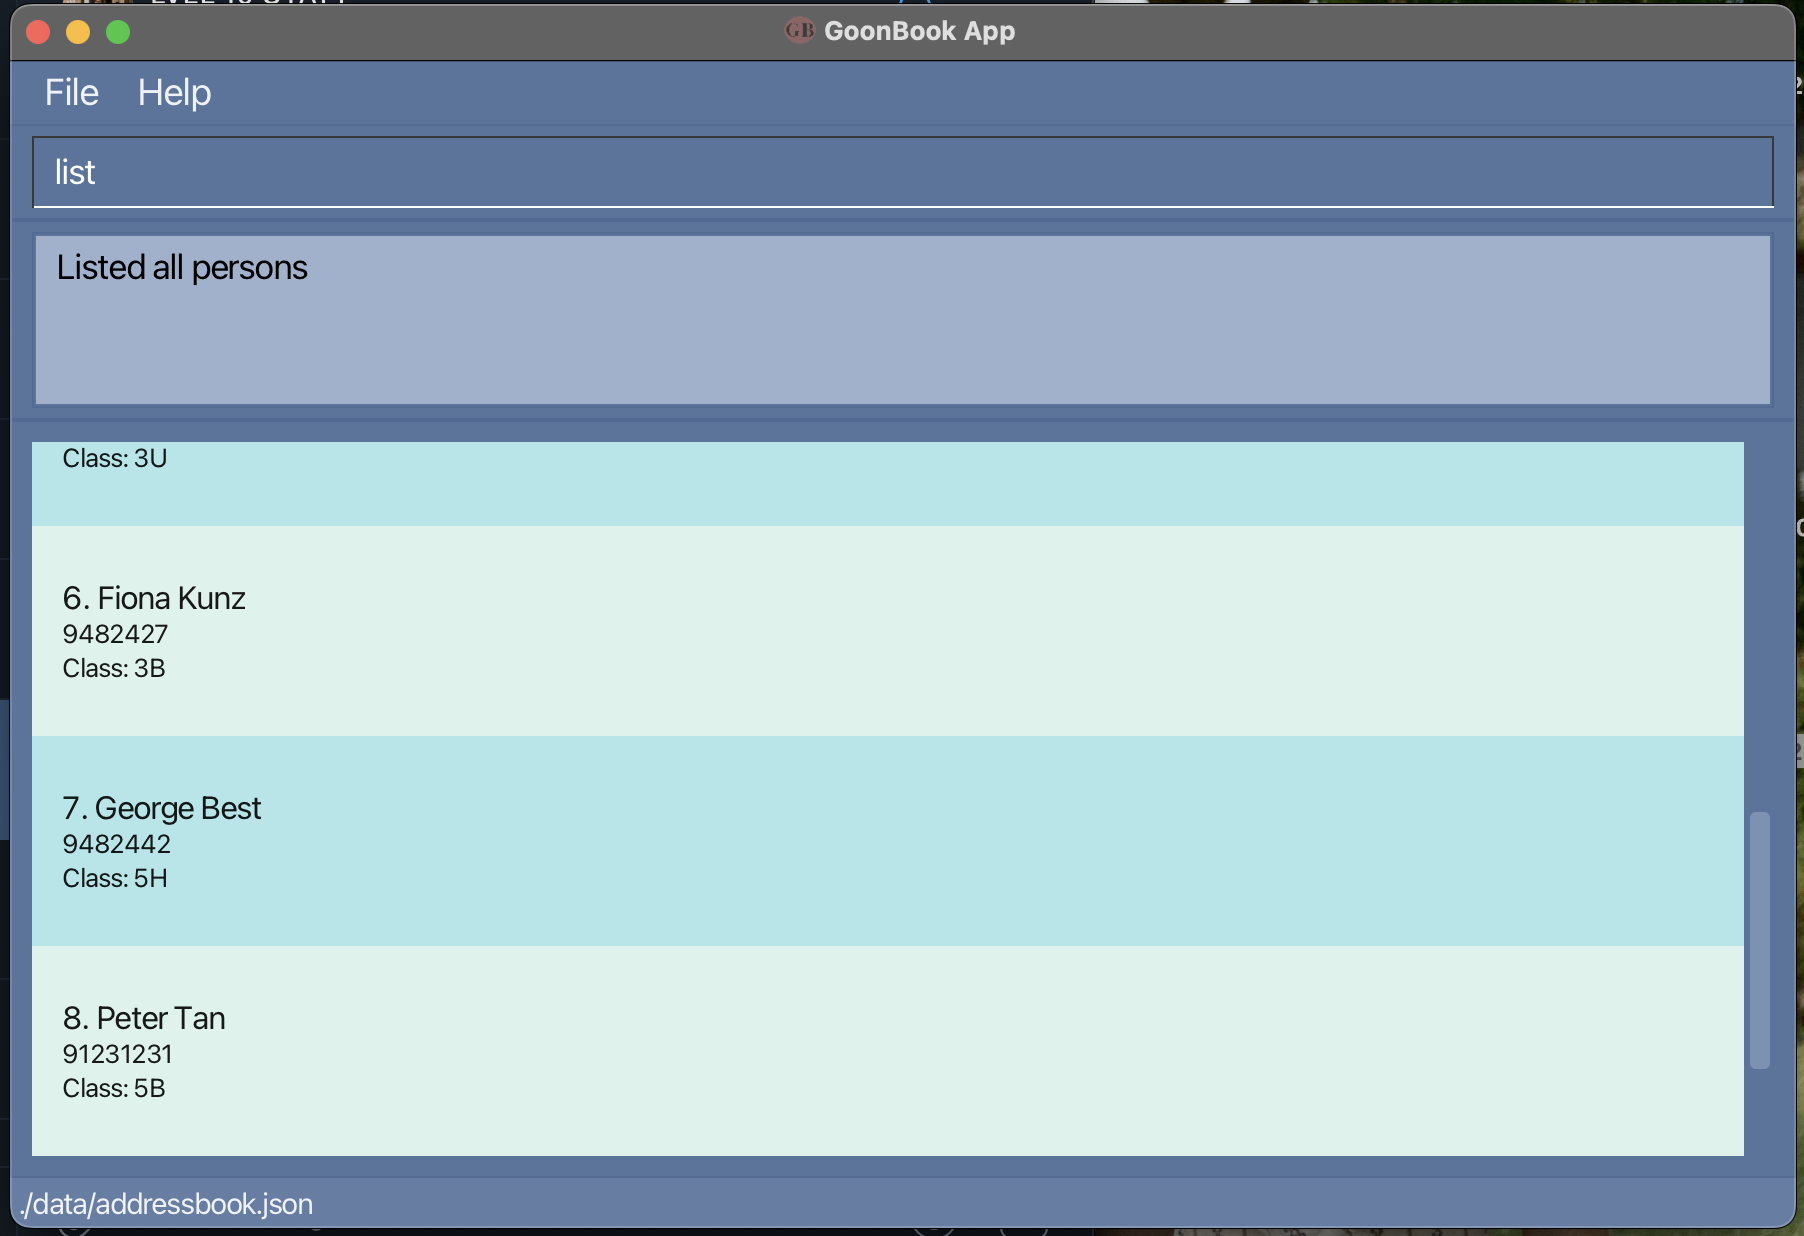 GB GoonBook App
File Help
list
Listed all persons
Class: 3U
6. Fiona Kunz
9482427
Class: 3B
7. George Best
9482442
Class: 5H
8. Peter Tan
91231231
Class: 5B
./data/addressbook.json